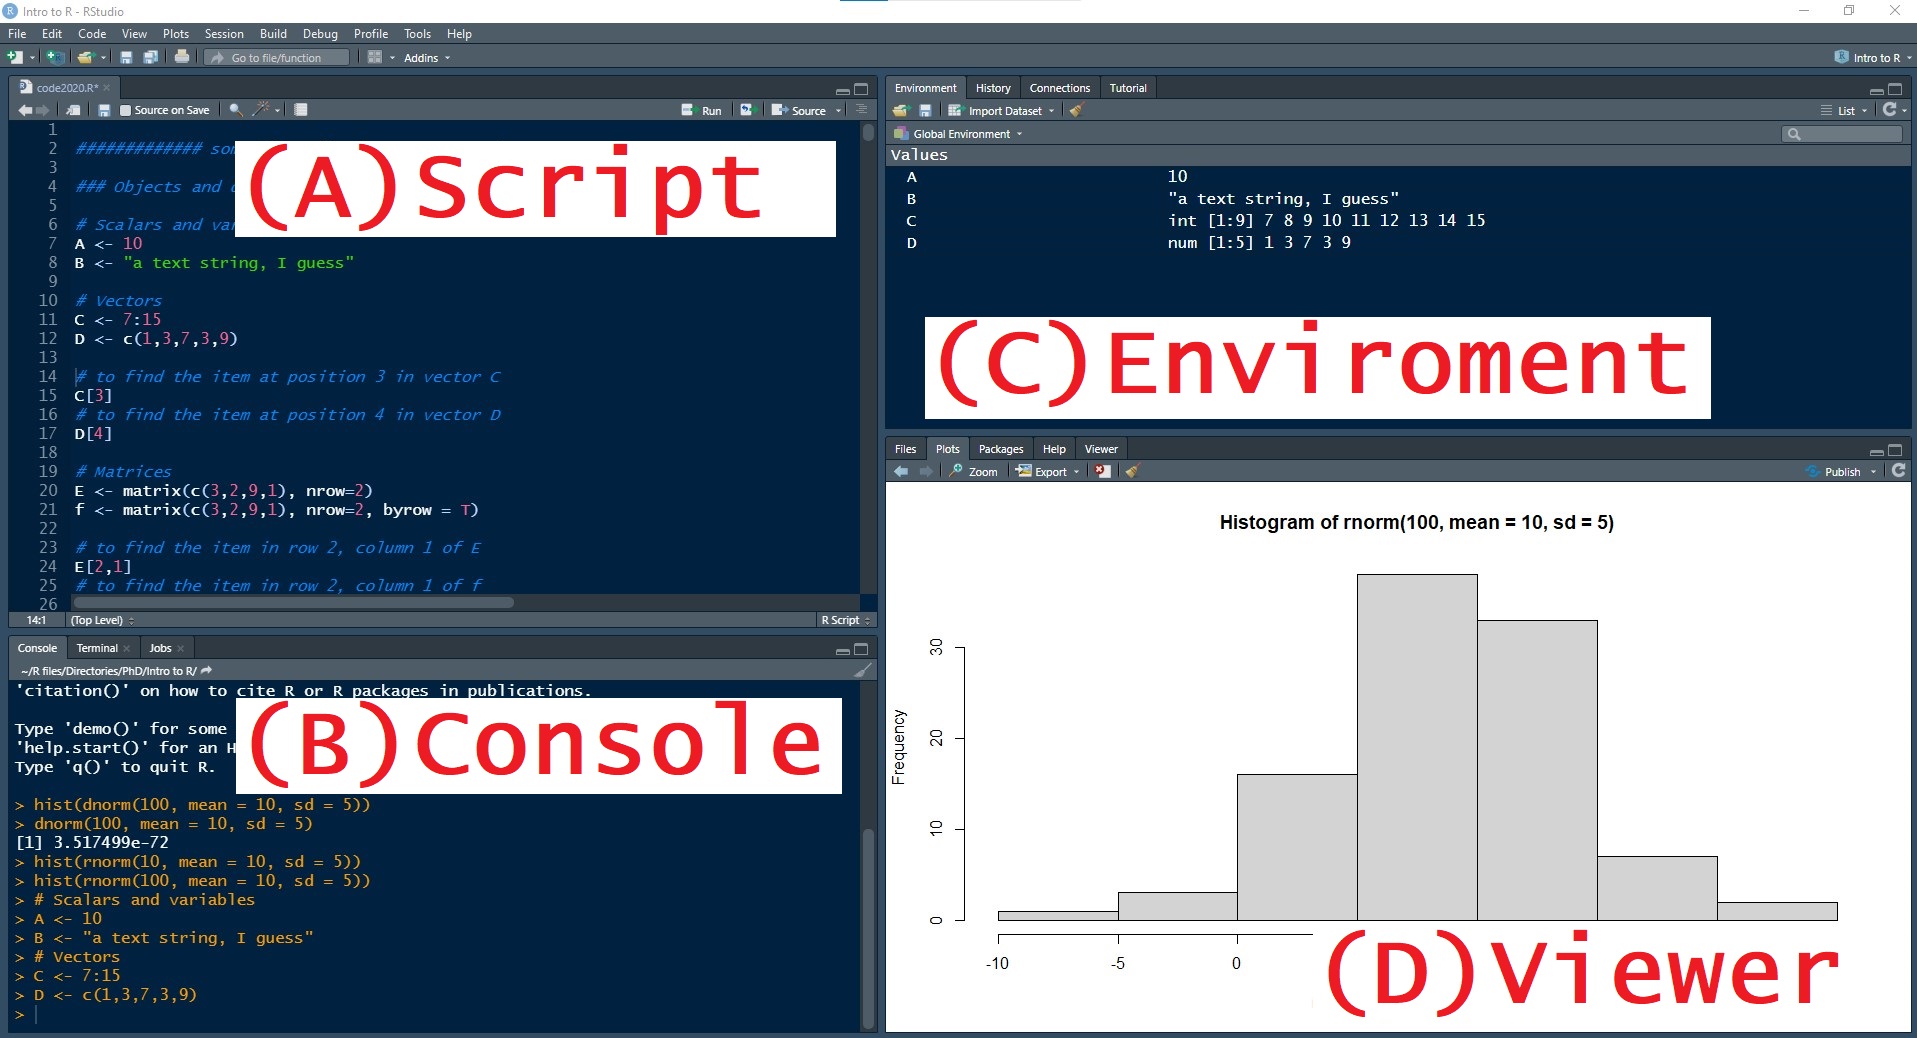 Intro to R - RStudio
File Edit Code View Plots Session Build Debug Profile Tools Help
Go to file/function Addins Intro to R
code2020.R*
Source on Save Run Source
1
2 ############# so
3
4 ### Objects and
5
6 # Scalars and va
7 A <- 10
8 B <- "a text string, I guess"
9
10 # Vectors
11 C <- 7:15
12 D <- c(1,3,7,3,9)
13
14 # to find the item at position 3 in vector C
15 C[3]
16 # to find the item at position 4 in vector D
17 D[4]
18
19 # Matrices
20 E <- matrix(c(3,2,9,1), nrow=2)
21 f <- matrix(c(3,2,9,1), nrow=2, byrow = T)
22
23 # to find the item in row 2, column 1 of E
24 E[2,1]
25 # to find the item in row 2, column 1 of f
26
(A)Script
14:1 (Top Level) R Script
Console Terminal Jobs
~/R files/Directories/PhD/Intro to R/
'citation()' on how to cite R or R packages in publications.
Type 'demo()' for some
'help.start()' for an H
Type 'q()' to quit R.
(B)Console
> hist(dnorm(100, mean = 10, sd = 5))
> dnorm(100, mean = 10, sd = 5)
[1] 3.517499e-72
> hist(rnorm(10, mean = 10, sd = 5))
> hist(rnorm(100, mean = 10, sd = 5))
> # Scalars and variables
> A <- 10
> B <- "a text string, I guess"
> # Vectors
> C <- 7:15
> D <- c(1,3,7,3,9)
>
Environment History Connections Tutorial
Import Dataset List
Global Environment
Values
A 10
B "a text string, I guess"
C int [1:9] 7 8 9 10 11 12 13 14 15
D num [1:5] 1 3 7 3 9
(C)Enviroment
Files Plots Packages Help Viewer
Zoom Export Publish
Histogram of rnorm(100, mean = 10, sd = 5)
Frequency
30
20
10
0
-10 -5 0
(D)Viewer